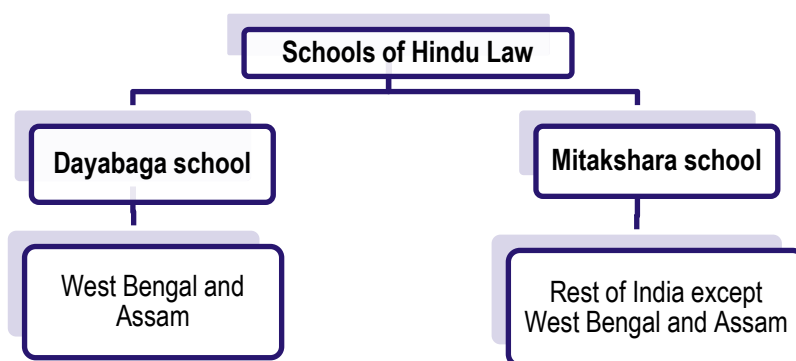 Schools of Hindu Law
Dayabaga school
Mitakshara school
West Bengal and
Assam
Rest of India except
West Bengal and Assam